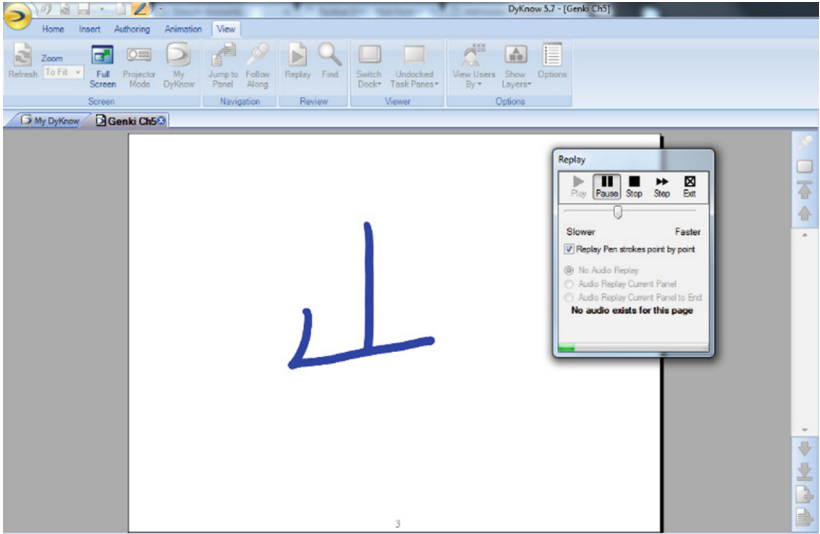 DyKnow 5.7 - [Genki Ch5]
Home Insert Authoring Animation View
Refresh
Zoom
To Fit
Full Screen
Projector Mode
My DyKnow
Jump to Panel
Follow Along
Replay
Find
Switch Dock
Undocked Task Panes
View Users By
Show Layers
Options
Screen Navigation Review Viewer Options
My DyKnow Genki Ch5
Replay
Play Pause Stop Step Exit
Slower Faster
Replay Pen strokes point by point
No Audio Replay
Audio Replay Current Panel
Audio Replay Current Panel to End
No audio exists for this page
3